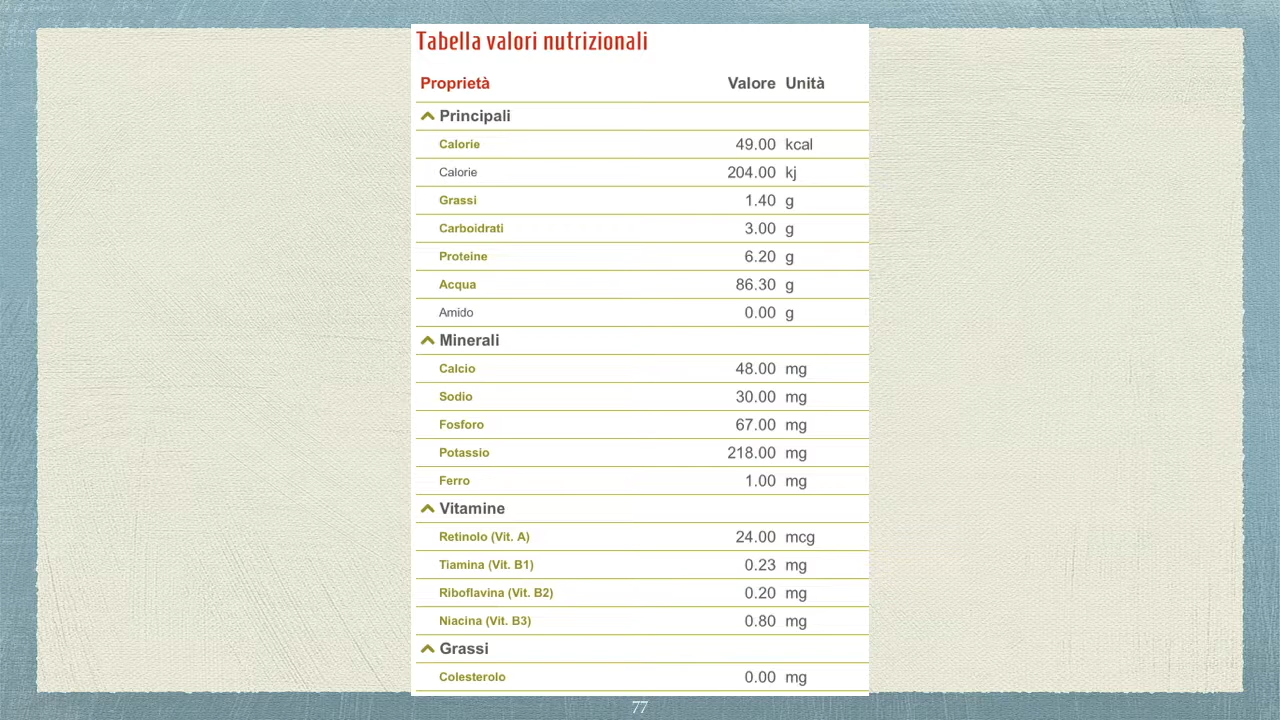 Tabella valori nutrizionali
Proprietà Valore Unità
Principali
Calorie 49.00 kcal
Calorie 204.00 kj
Grassi 1.40 g
Carboidrati 3.00 g
Proteine 6.20 g
Acqua 86.30 g
Amido 0.00 g
Minerali
Calcio 48.00 mg
Sodio 30.00 mg
Fosforo 67.00 mg
Potassio 218.00 mg
Ferro 1.00 mg
Vitamine
Retinolo (Vit. A) 24.00 mcg
Tiamina (Vit. B1) 0.23 mg
Riboflavina (Vit. B2) 0.20 mg
Niacina (Vit. B3) 0.80 mg
Grassi
Colesterolo 0.00 mg
77